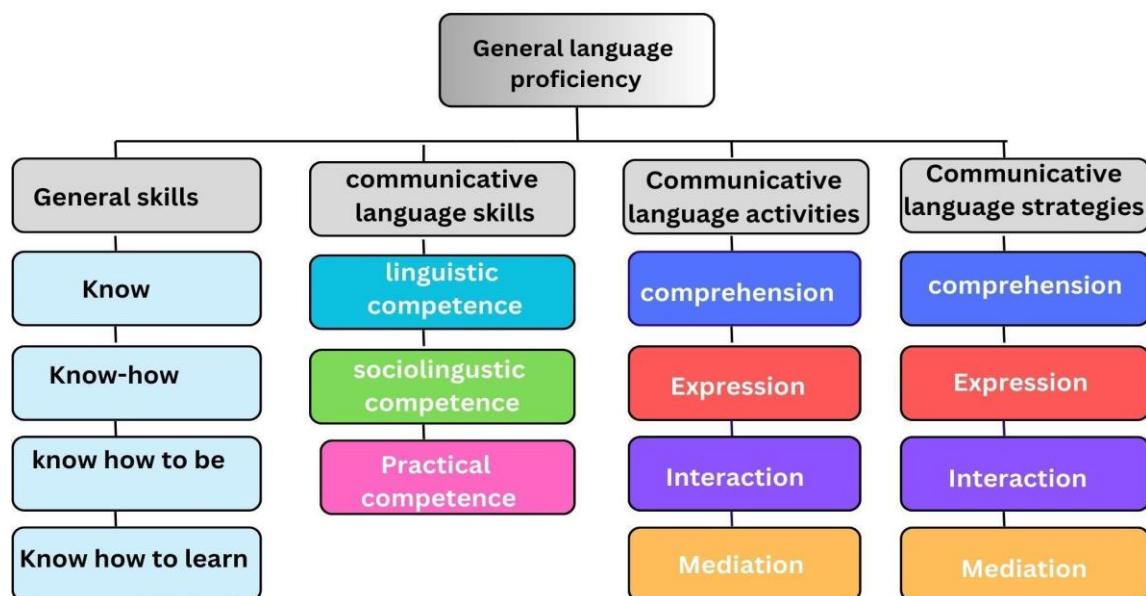 General language
proficiency
General skills
Know
Know-how
know how to be
Know how to learn
communicative
language skills
linguistic
competence
sociolingustic
competence
Practical
competence
Communicative
language activities
comprehension
Expression
Interaction
Mediation
Communicative
language strategies
comprehension
Expression
Interaction
Mediation